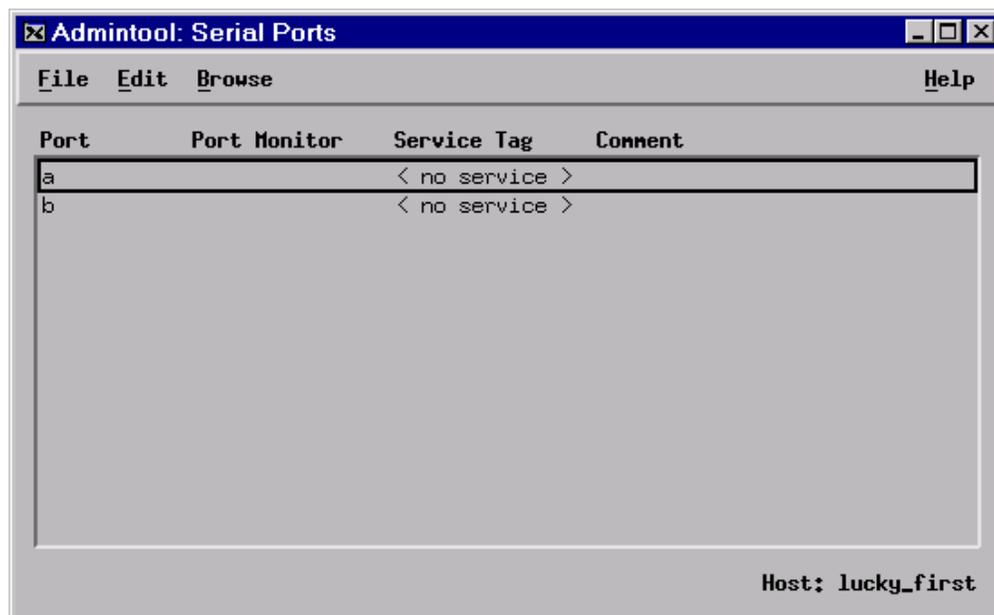 Admintool: Serial Ports
File Edit Browse Help
Port Port Monitor Service Tag Comment
a < no service >
b < no service >
Host: lucky_first